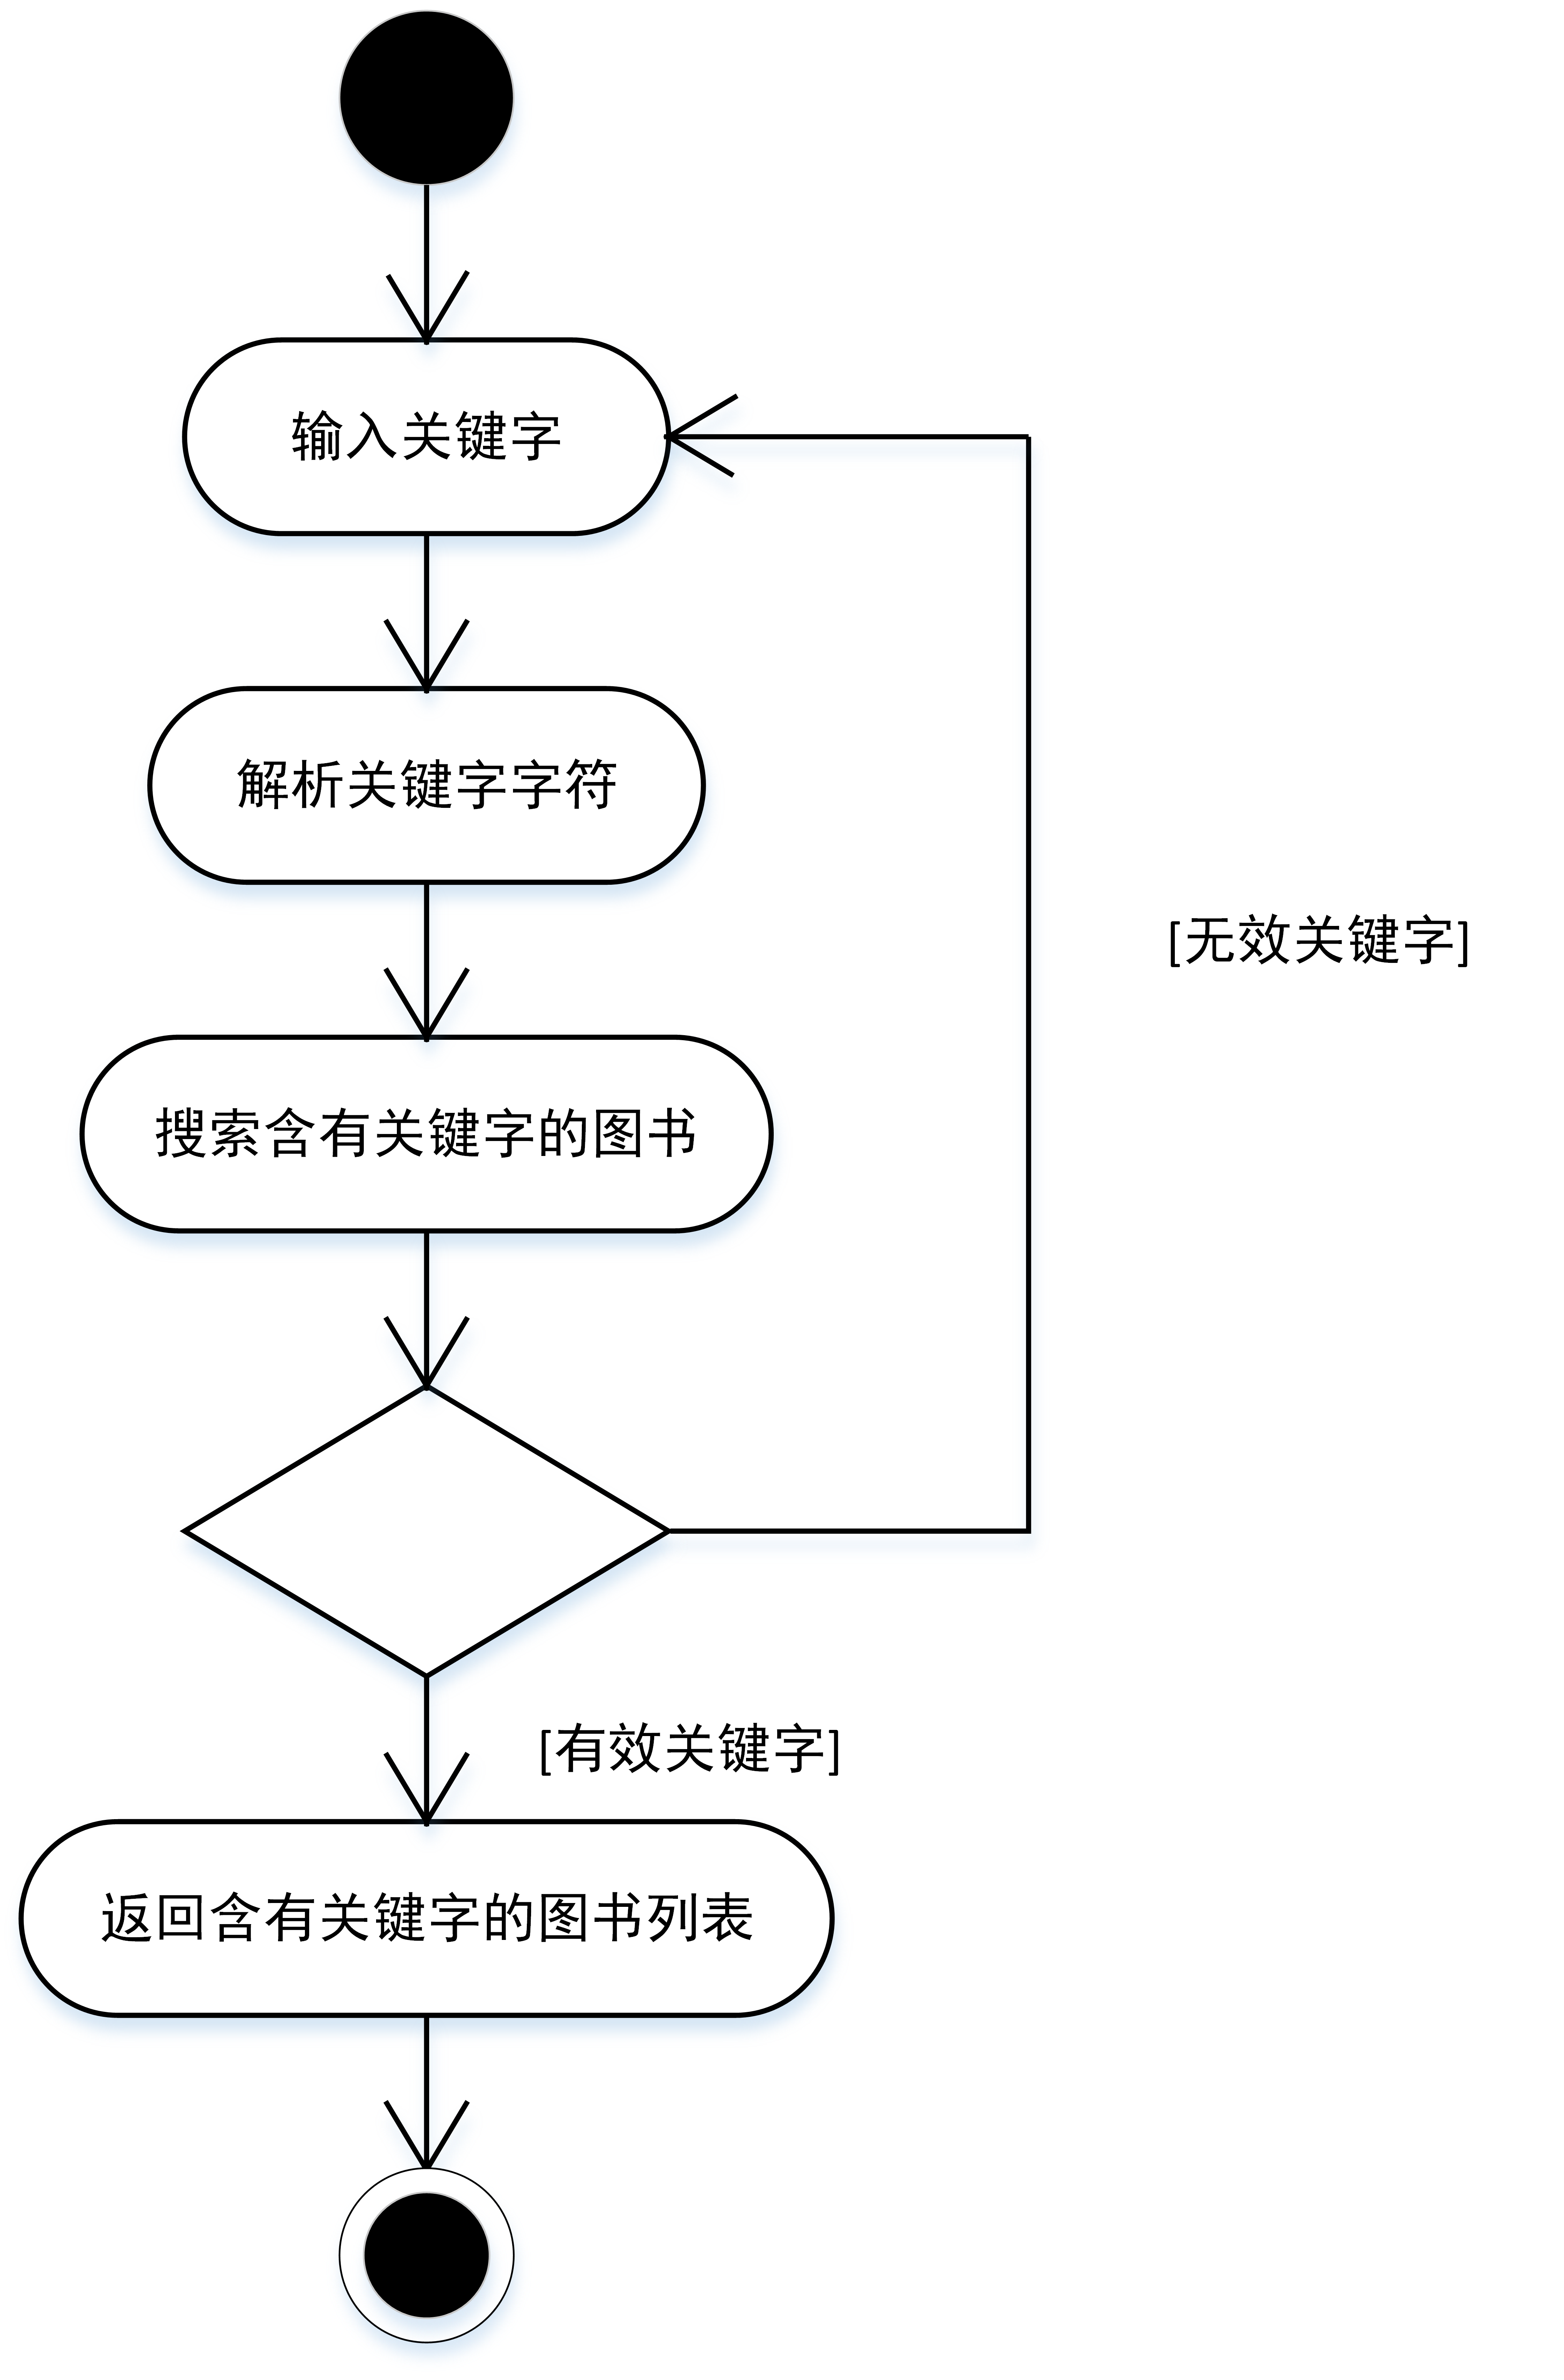 输入关键字
解析关键字字符
[无效关键字]
搜索含有关键字的图书
[有效关键字]
返回含有关键字的图书列表